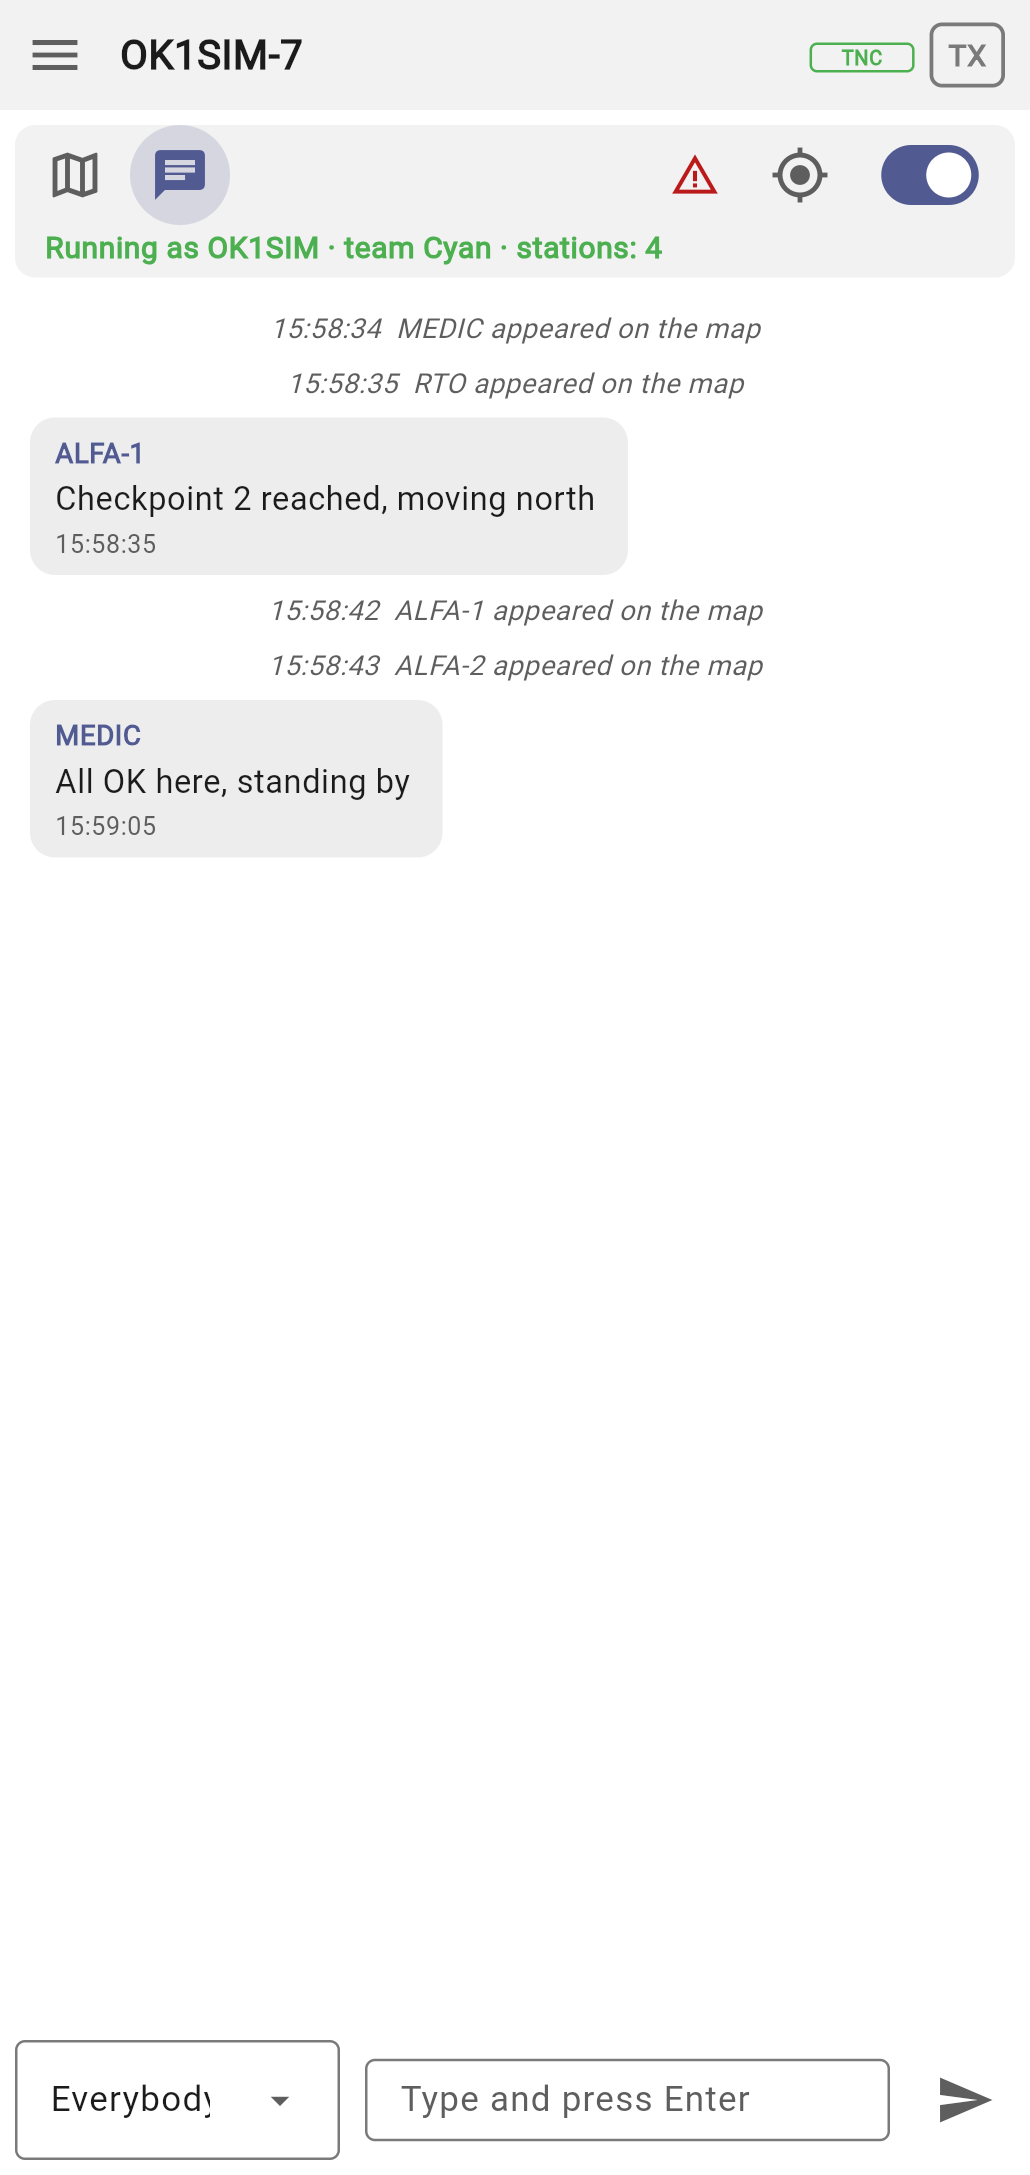 OK1SIM-7
TNC
TX
Running as OK1SIM · team Cyan · stations: 4
15:58:34 MEDIC appeared on the map
15:58:35 RTO appeared on the map
ALFA-1
Checkpoint 2 reached, moving north
15:58:35
15:58:42 ALFA-1 appeared on the map
15:58:43 ALFA-2 appeared on the map
MEDIC
All OK here, standing by
15:59:05
Everybody
Type and press Enter